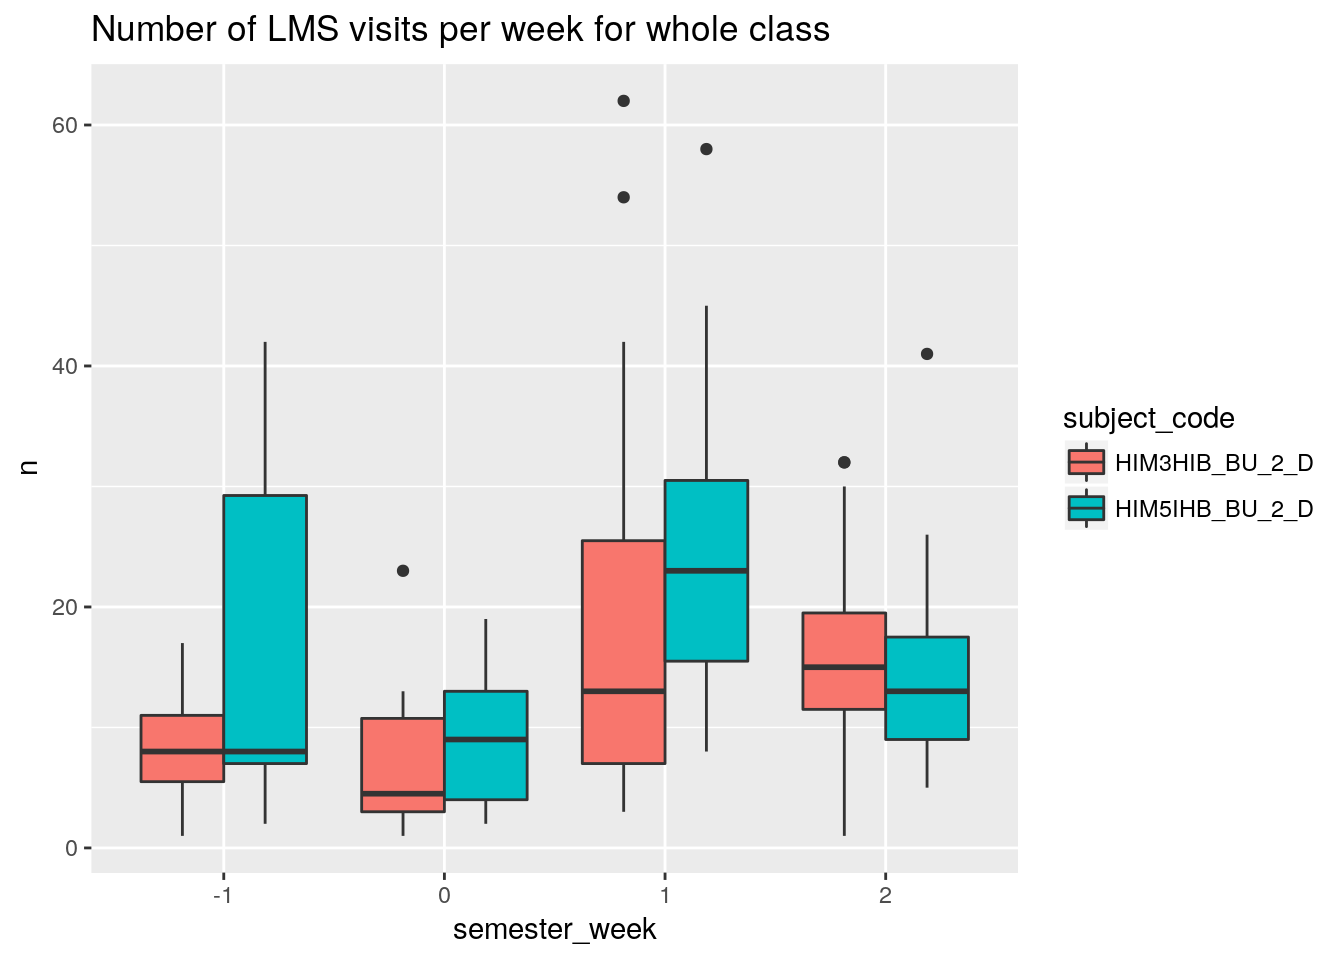 Number of LMS visits per week for whole class
60
40
20
0
n
-1 0 1 2
semester_week
subject_code
HIM3HIB_BU_2_D
HIM5IHB_BU_2_D